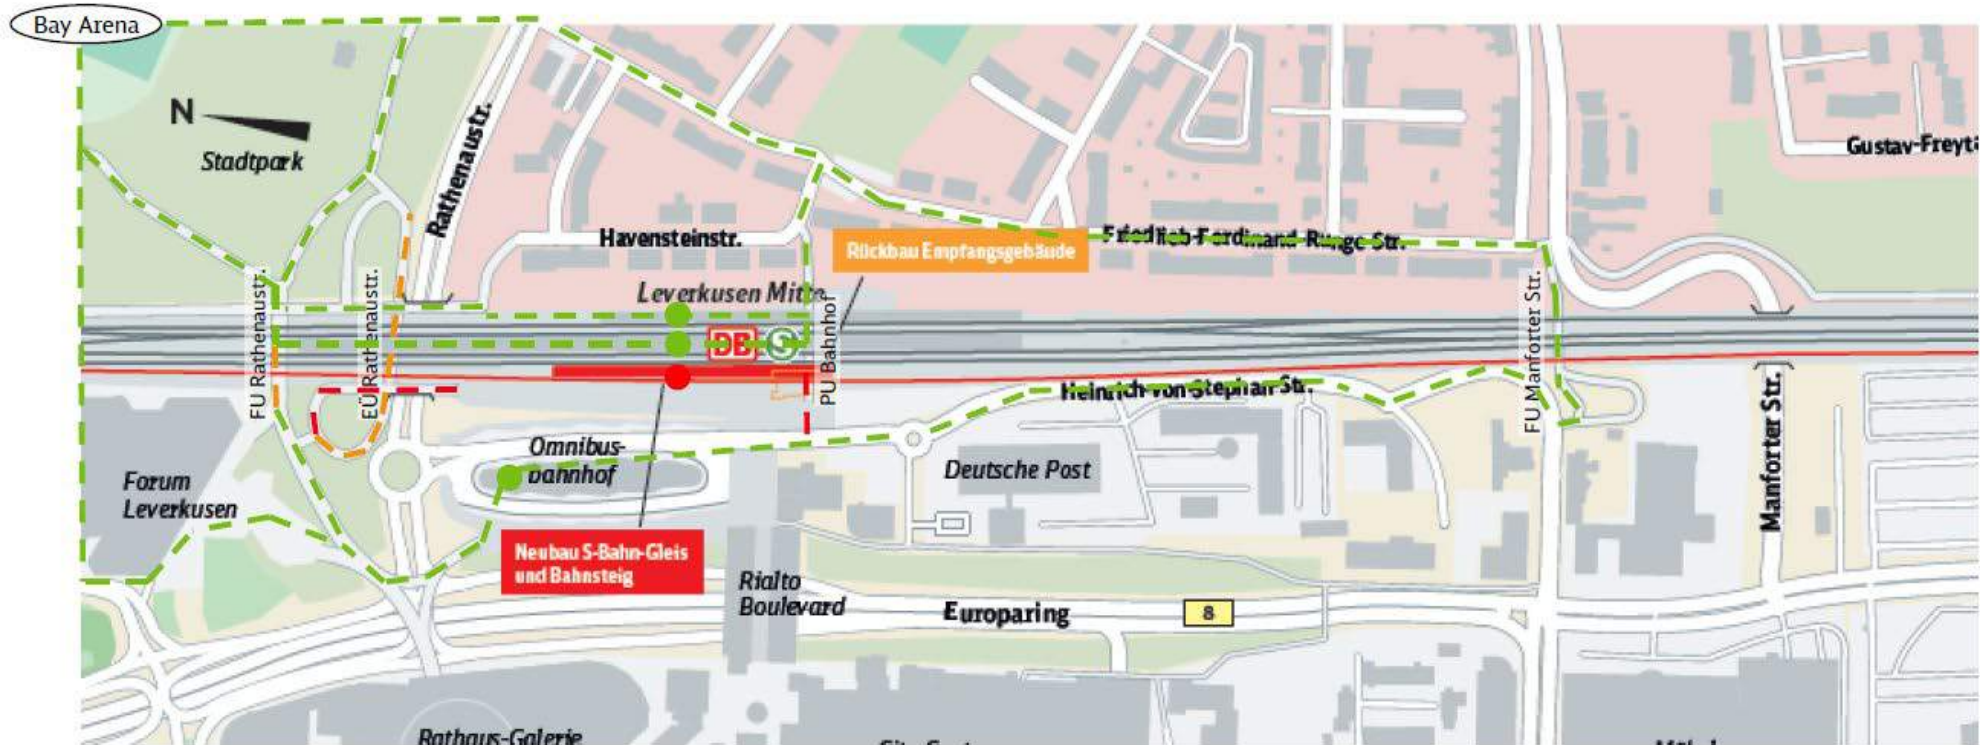 Bay Arena
N
Stadtpark
Rathenaustr.
Havensteinstr.
Leverkusen Mitte
Rückbau Empfangsgebäude
Friedlieb-Ferdinand-Runge-Str.
Gustav-Freyt
FU Rathenaustr.
EÜ Rathenaustr.
DB
S
PU Bahnhof
FU Manforter Str.
Heinrich-von-Stephan-Str.
Manforter Str.
Omnibus-
bahnhof
Deutsche Post
Forum
Leverkusen
Neubau S-Bahn-Gleis
und Bahnsteig
Rialto
Boulevard
Europaring
8
Rathaus-Galerie